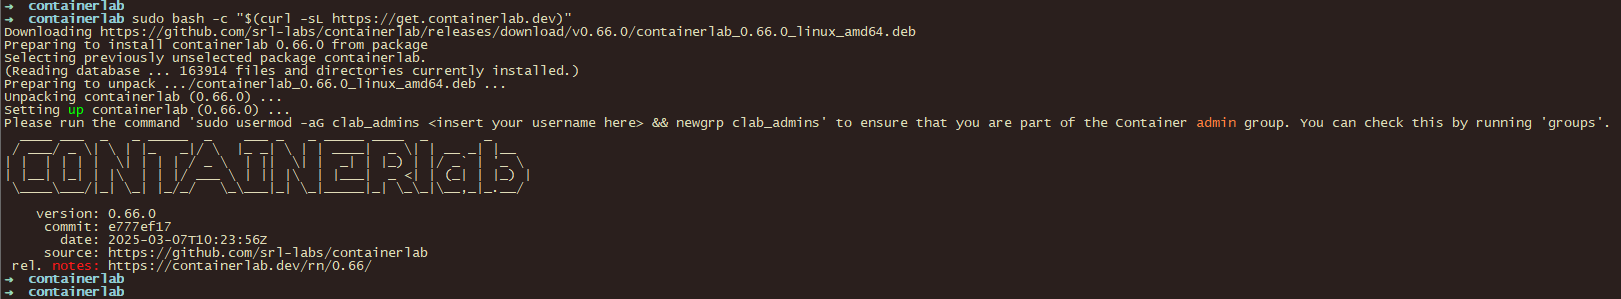 ➜  containerlab
➜  containerlab sudo bash -c "$(curl -sL https://get.containerlab.dev)"
Downloading https://github.com/srl-labs/containerlab/releases/download/v0.66.0/containerlab_0.66.0_linux_amd64.deb
Preparing to install containerlab 0.66.0 from package
Selecting previously unselected package containerlab.
(Reading database ... 163914 files and directories currently installed.)
Preparing to unpack .../containerlab_0.66.0_linux_amd64.deb ...
Unpacking containerlab (0.66.0) ...
Setting up containerlab (0.66.0) ...
Please run the command 'sudo usermod -aG clab_admins <insert your username here> && newgrp clab_admins' to ensure that you are part of the Container admin group. You can check this by running 'groups'.
CONTAINERlab
version: 0.66.0
commit: e777ef17
date: 2025-03-07T10:23:56Z
source: https://github.com/srl-labs/containerlab
rel. notes: https://containerlab.dev/rn/0.66/
➜  containerlab
➜  containerlab